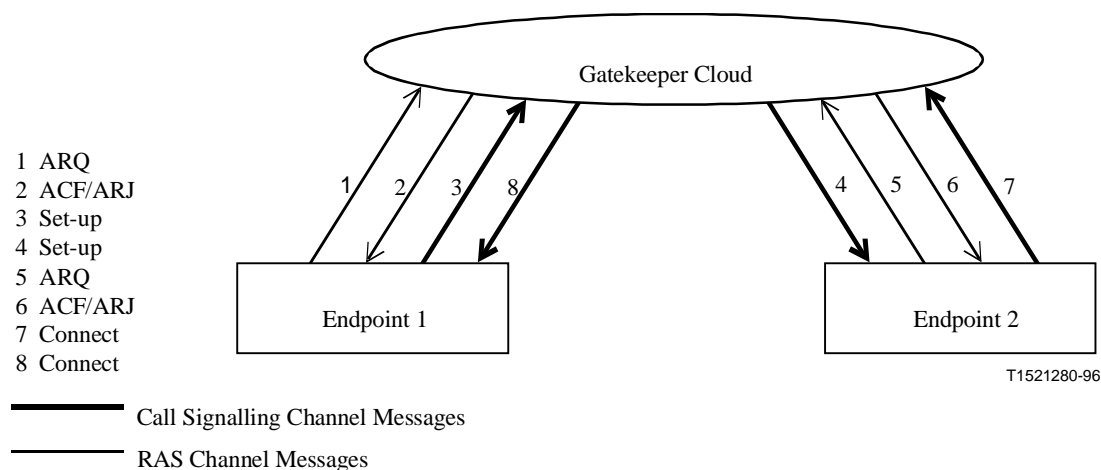 Gatekeeper Cloud
1 ARQ
2 ACF/ARJ
3 Set-up
4 Set-up
5 ARQ
6 ACF/ARJ
7 Connect
8 Connect
1
2
3
8
4
5
6
7
Endpoint 1
Endpoint 2
T1521280-96
Call Signalling Channel Messages
RAS Channel Messages